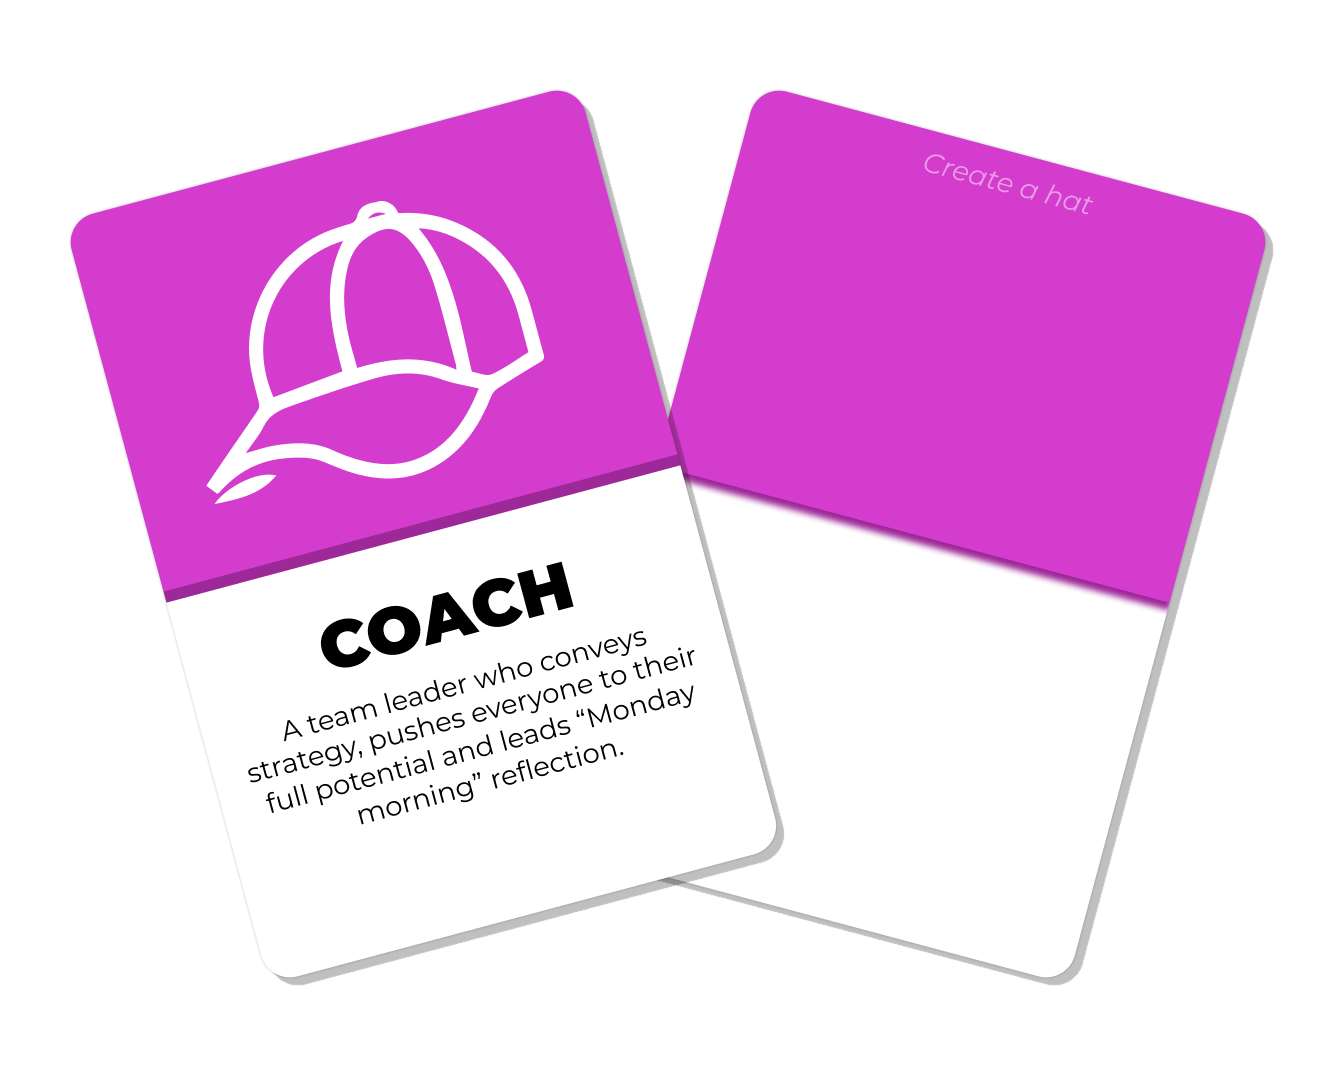 COACH
A team leader who conveys
strategy, pushes everyone to their
full potential and leads “Monday
morning” reflection.
Create a hat